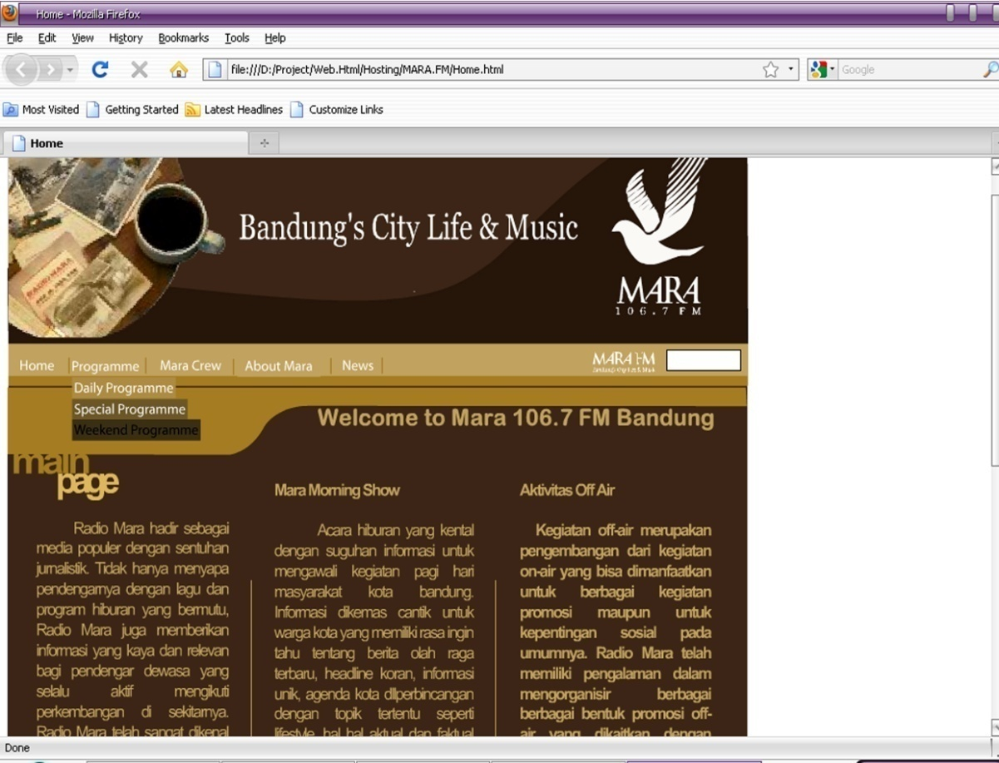 Home - Mozilla Firefox
File Edit View History Bookmarks Tools Help
file:///D:/Project/Web.Html/Hosting/MARA.FM/Home.html
Google
Most Visited Getting Started Latest Headlines Customize Links
Home
Bandung's City Life & Music
MARA
106.7 FM
Home Programme Mara Crew About Mara News
MARA FM
Daily Programme
Special Programme
Weekend Programme
Welcome to Mara 106.7 FM Bandung
main
page
Radio Mara hadir sebagai
media populer dengan sentuhan
jurnalistik. Tidak hanya menyapa
pendengarnya dengan lagu dan
program hiburan yang bermutu,
Radio Mara juga memberikan
informasi yang kaya dan relevan
bagi pendengar dewasa yang
selalu aktif mengikuti
perkembangan di sekitarnya.
Radio Mara telah sangat dikenal
Mara Morning Show
Acara hiburan yang kental
dengan suguhan informasi untuk
mengawali kegiatan pagi hari
masyarakat kota bandung.
Informasi dikemas cantik untuk
warga kota yang memiliki rasa ingin
tahu tentang berita olah raga
terbaru, headline koran, informasi
unik, agenda kota dllperbincangan
dengan topik tertentu seperti
lifestyle, hal hal aktual dan faktual
Aktivitas Off Air
Kegiatan off-air merupakan
pengembangan dari kegiatan
on-air yang bisa dimanfaatkan
untuk berbagai kegiatan
promosi maupun untuk
kepentingan sosial pada
umumnya. Radio Mara telah
memiliki pengalaman dalam
mengorganisir berbagai
berbagai bentuk promosi off-
air yang dikaitkan dengan
Done